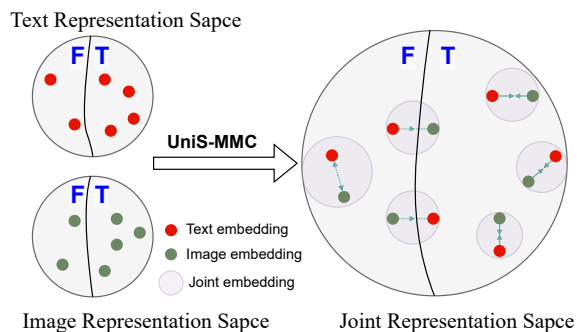 Text Representation Sapce
F T
F T
UniS-MMC
F T
Text embedding
Image embedding
Joint embedding
Image Representation Sapce
Joint Representation Sapce